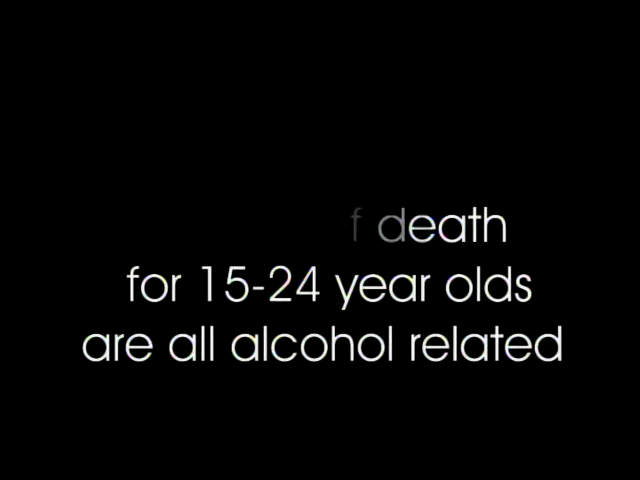 f death
for 15-24 year olds
are all alcohol related